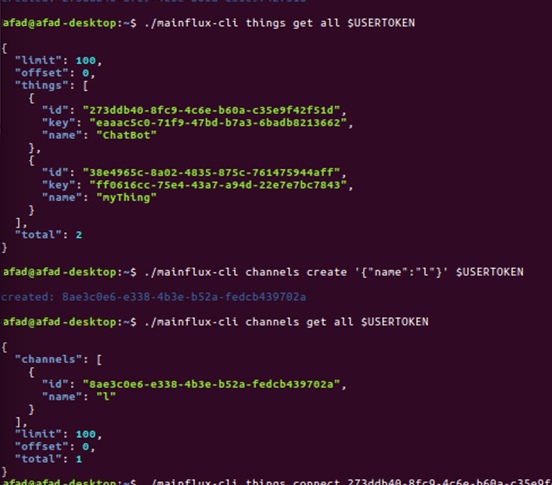 afad@afad-desktop:~$ ./mainflux-cli things get all $USERTOKEN
{
"limit": 100,
"offset": 0,
"things": [
{
"id": "273ddb40-8fc9-4c6e-b60a-c35e9f42f51d",
"key": "eaaac5c0-71f9-47bd-b7a3-6badb8213662",
"name": "ChatBot"
},
{
"id": "38e4965c-8a02-4835-875c-761475944aff",
"key": "ff0616cc-75e4-43a7-a94d-22e7e7bc7843",
"name": "myThing"
}
],
"total": 2
}
afad@afad-desktop:~$ ./mainflux-cli channels create '{"name":"l"}' $USERTOKEN
created: 8ae3c0e6-e338-4b3e-b52a-fedcb439702a
afad@afad-desktop:~$ ./mainflux-cli channels get all $USERTOKEN
{
"channels": [
{
"id": "8ae3c0e6-e338-4b3e-b52a-fedcb439702a",
"name": "l"
}
],
"limit": 100,
"offset": 0,
"total": 1
}
afad@afad-desktop:~$ ./mainflux-cli things connect 273ddb40-8fc9-4c6e-b60a-c35e9f